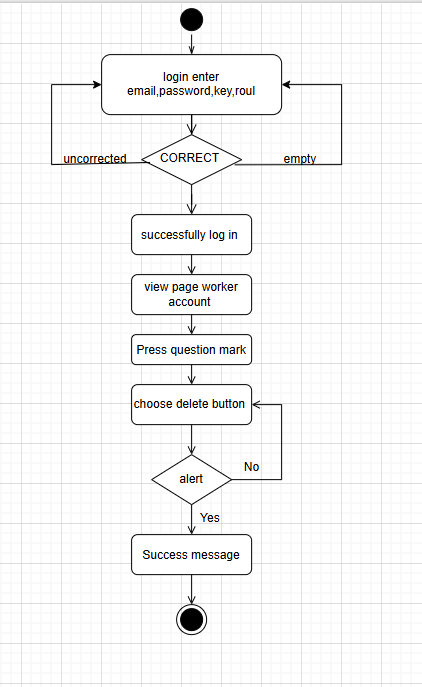 login enter
email,password,key,roul
uncorrected
CORRECT
empty
successfully log in
view page worker
account
Press question mark
choose delete button
No
alert
Yes
Success message